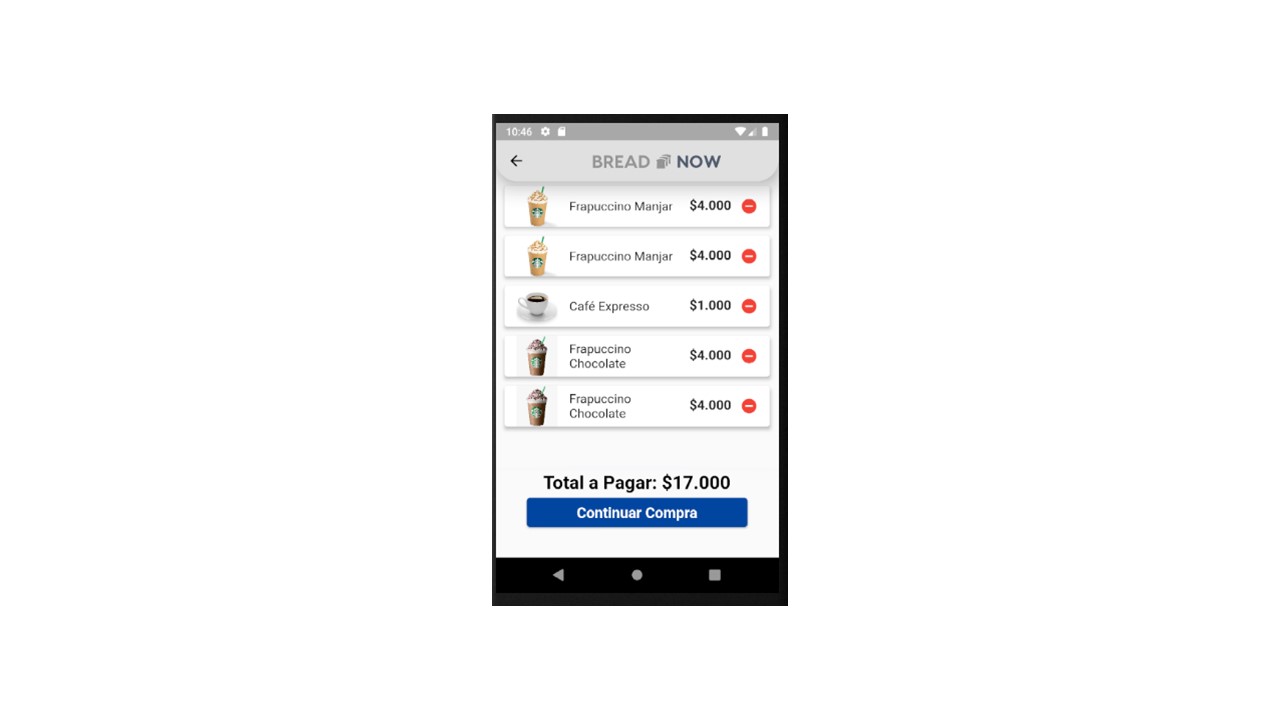 10:46
BREAD NOW
Frapuccino Manjar $4.000
Frapuccino Manjar $4.000
Café Expresso $1.000
Frapuccino
Chocolate
$4.000
Frapuccino
Chocolate
$4.000
Total a Pagar: $17.000
Continuar Compra